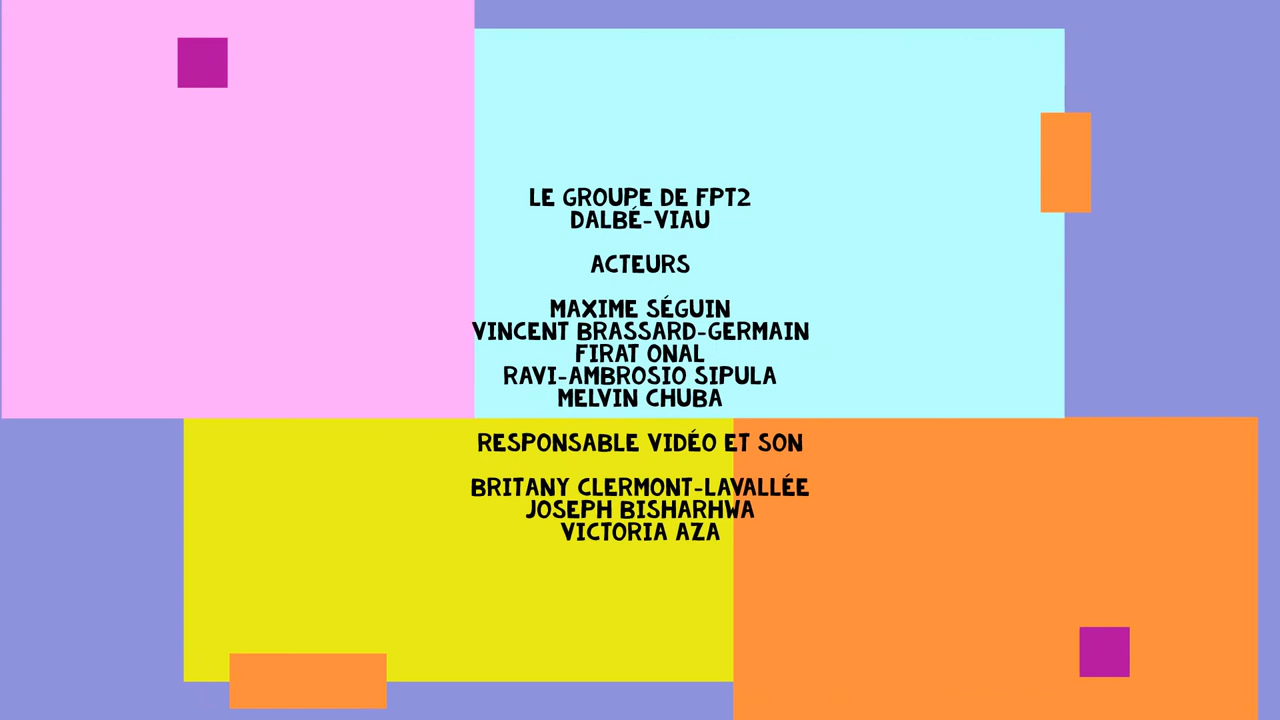 LE GROUPE DE FPT2
DALBÉ-VIAU
ACTEURS
MAXIME SÉGUIN
VINCENT BRASSARD-GERMAIN
FIRAT ONAL
RAVI-AMBROSIO SIPULA
MELVIN CHUBA
RESPONSABLE VIDÉO ET SON
BRITANY CLERMONT-LAVALLÉE
JOSEPH BISHARHWA
VICTORIA AZA